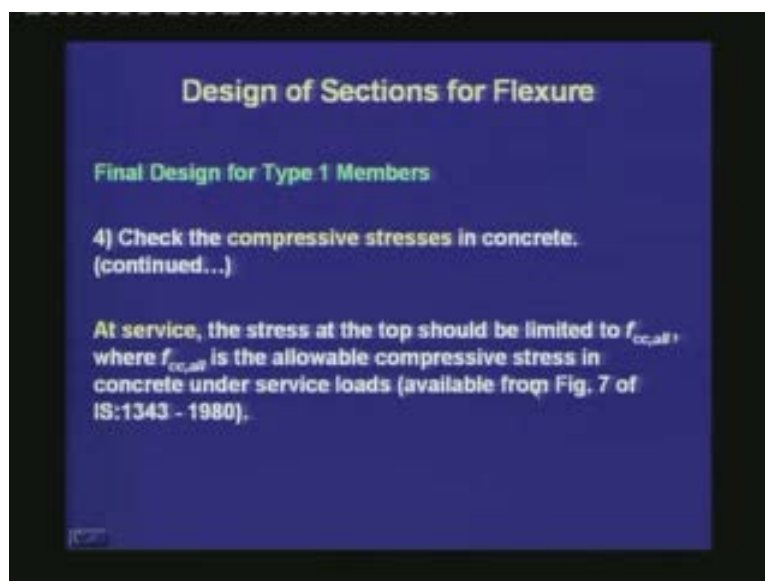 Design of Sections for Flexure
Final Design for Type 1 Members
4) Check the compressive stresses in concrete.
(continued...)
At service, the stress at the top should be limited to fcc,all,
where fcc,all is the allowable compressive stress in
concrete under service loads (available from Fig. 7 of
IS:1343 - 1980).